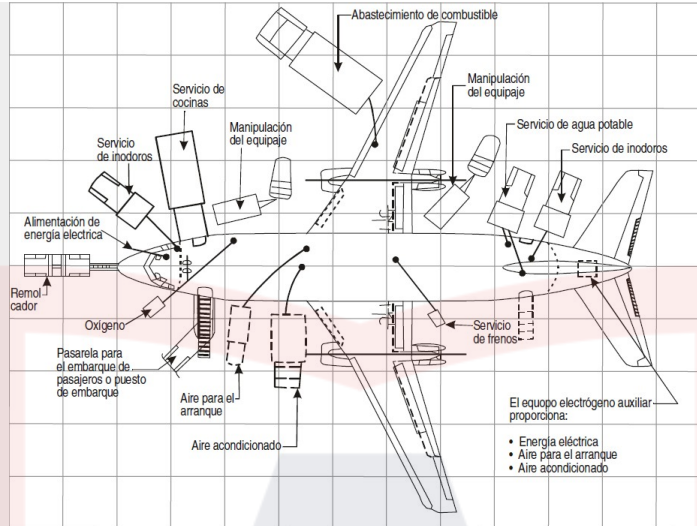 Abastecimiento de combustible
Servicio de
cocinas
Manipulación
del equipaje
Servicio
de inodoros
Manipulación
del equipaje
Servicio de agua potable
Servicio de inodoros
Alimentación de
energía electrica
Remol
cador
Oxígeno
Servicio
de frenos
Pasarela para
el embarque de
pasajeros o puesto
de embarque
Aire para el
arranque
Aire acondicionado
El equopo electrógeno auxiliar
proporciona:
• Energía eléctrica
• Aire para el arranque
• Aire acondicionado